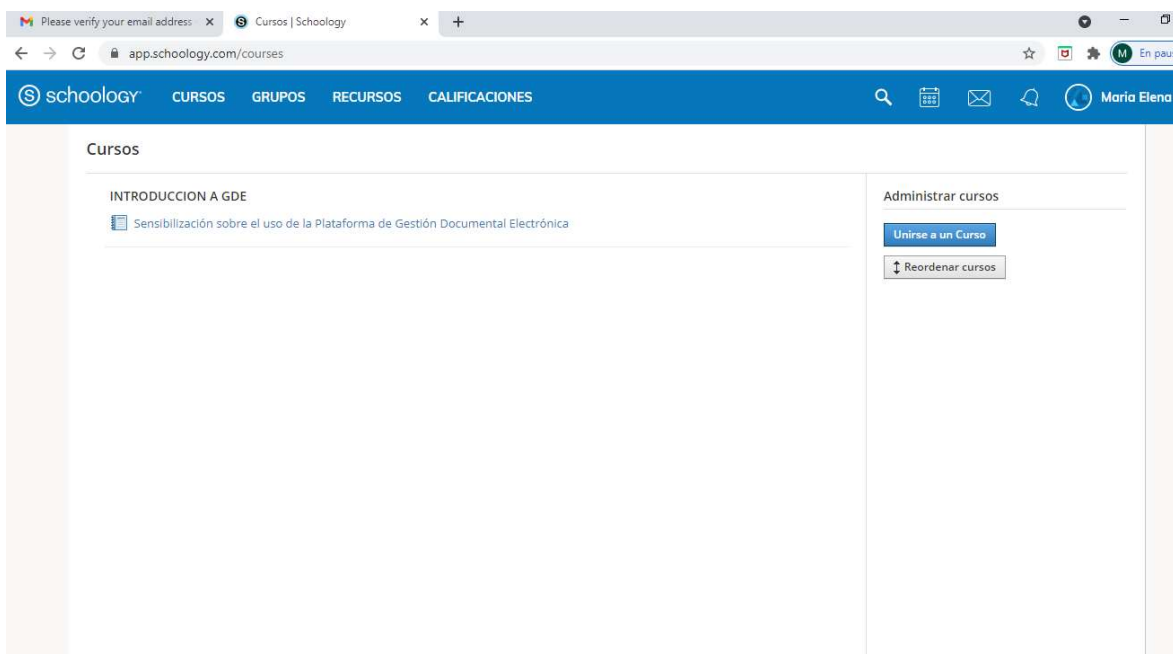 Please verify your email address
Cursos | Schoology
app.schoology.com/courses
M
En paus
S schoology
CURSOS
GRUPOS
RECURSOS
CALIFICACIONES
Maria Elena
Cursos
INTRODUCCION A GDE
Sensibilización sobre el uso de la Plataforma de Gestión Documental Electrónica
Administrar cursos
Unirse a un Curso
Reordenar cursos